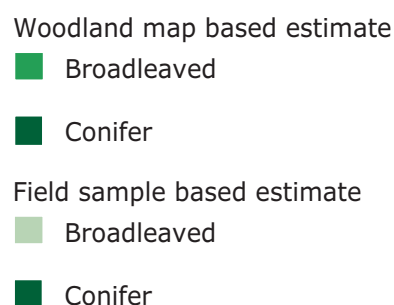 Woodland map based estimate
Broadleaved
Conifer
Field sample based estimate
Broadleaved
Conifer